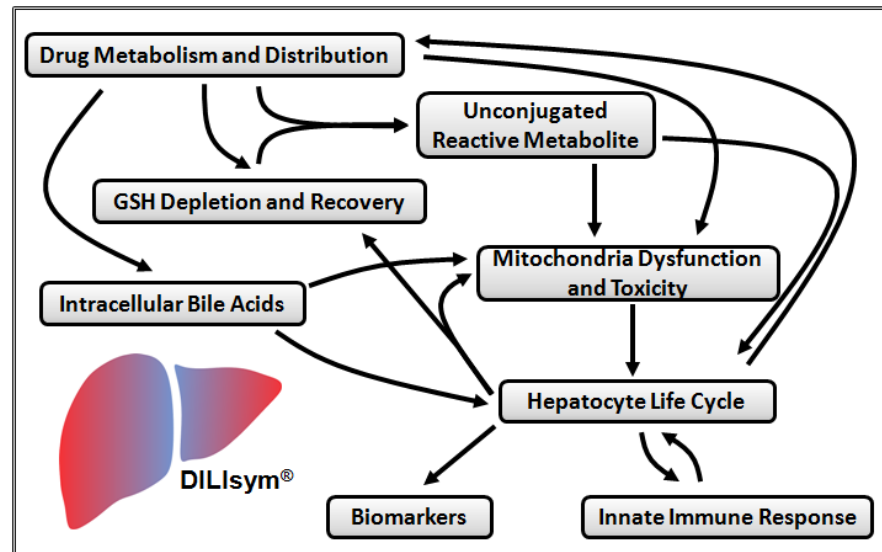 Drug Metabolism and Distribution
Unconjugated
Reactive Metabolite
GSH Depletion and Recovery
Mitochondria Dysfunction
and Toxicity
Intracellular Bile Acids
Hepatocyte Life Cycle
DILIsym®
Biomarkers
Innate Immune Response